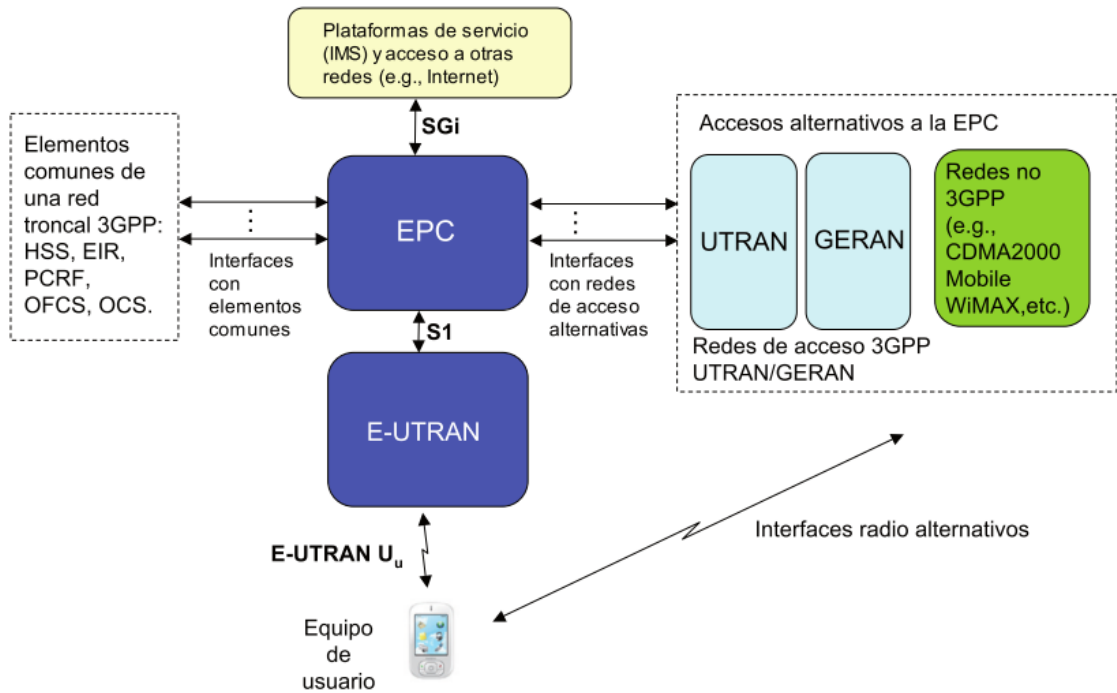 Plataformas de servicio
(IMS) y acceso a otras
redes (e.g., Internet)
SGi
Elementos
comunes de
una red
troncal 3GPP:
HSS, EIR,
PCRF,
OFCS, OCS.
Interfaces
con
elementos
comunes
EPC
Interfaces
con redes
de acceso
alternativas
Accesos alternativos a la EPC
UTRAN
GERAN
Redes no
3GPP
(e.g.,
CDMA2000
Mobile
WiMAX,etc.)
Redes de acceso 3GPP
UTRAN/GERAN
S1
E-UTRAN
E-UTRAN Uu
Interfaces radio alternativos
Equipo
de
usuario